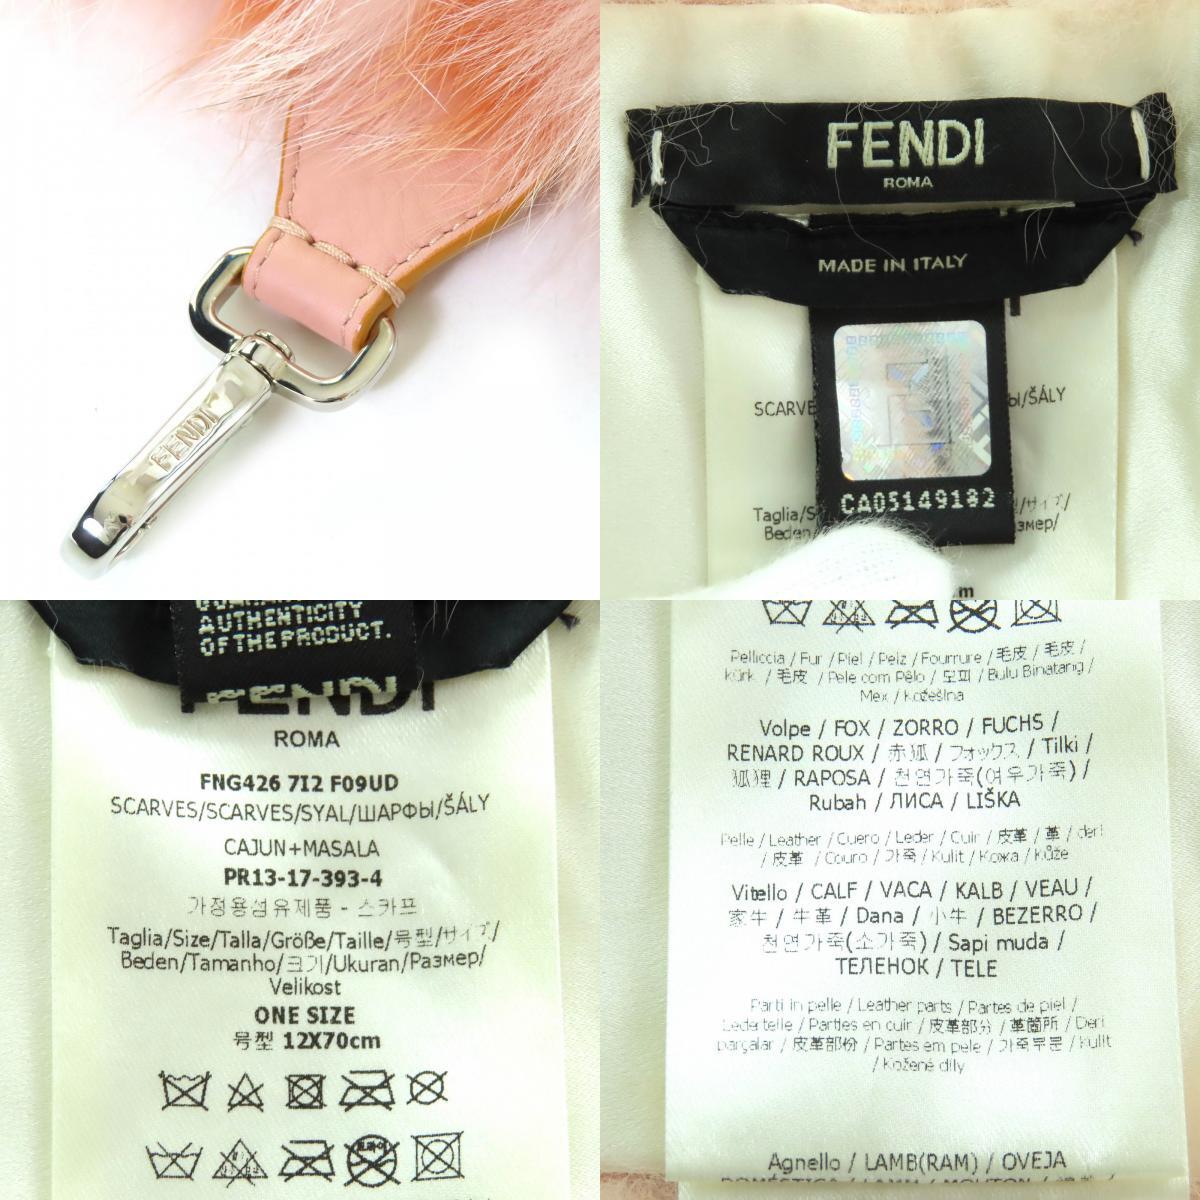 FENDI
FENDI
ROMA
MADE IN ITALY
SCARVE
Ы/ŠÁLY
CA05149182
Taglia/S
/サイズ/
Beden/
азмер/
m
AUTHENTICITY
OF THE PRODUCT.
FENDI
ROMA
FNG426 7I2 F09UD
SCARVES/SCARVES/SYAL/ШАРФЫ/ŠÁLY
CAJUN+MASALA
PR13-17-393-4
가정용섬유제품 - 스카프
Taglia/Size/Talla/Größe/Taille/号型/サイズ/
Beden/Tamanho/크기/Ukuran/Размер/
Velikost
ONE SIZE
号型 12X70cm
Pelliccia / Fur / Piel / Pelz / Fourrure / 毛皮 / 毛皮 /
kürk / 毛皮 / Pele com Pêlo / 모피 / Bulu Binatang /
Mex / Kožešina
Volpe / FOX / ZORRO / FUCHS /
RENARD ROUX / 赤狐 / フォックス / Tilki /
狐狸 / RAPOSA / 천연가죽(여우가죽) /
Rubah / ЛИСА / LIŠKA
Pelle / Leather / Cuero / Leder / Cuir / 皮革 / 革 / deri
/ 皮革 / Couro / 가죽 / Kulit / Кожа / Kůže
Vitello / CALF / VACA / KALB / VEAU /
家牛 / 牛革 / Dana / 小牛 / BEZERRO /
천연가죽(소가죽) / Sapi muda /
ТЕЛЕНОК / TELE
Parti in pelle / Leather parts / Partes de piel /
Lederteile / Parties en cuir / 皮革部分 / 革箇所 / Deri
parçalar / 皮革部份 / Partes em pele / 가죽부분 / Kulit
/ Kožené díly
Agnello / LAMB(RAM) / OVEJA